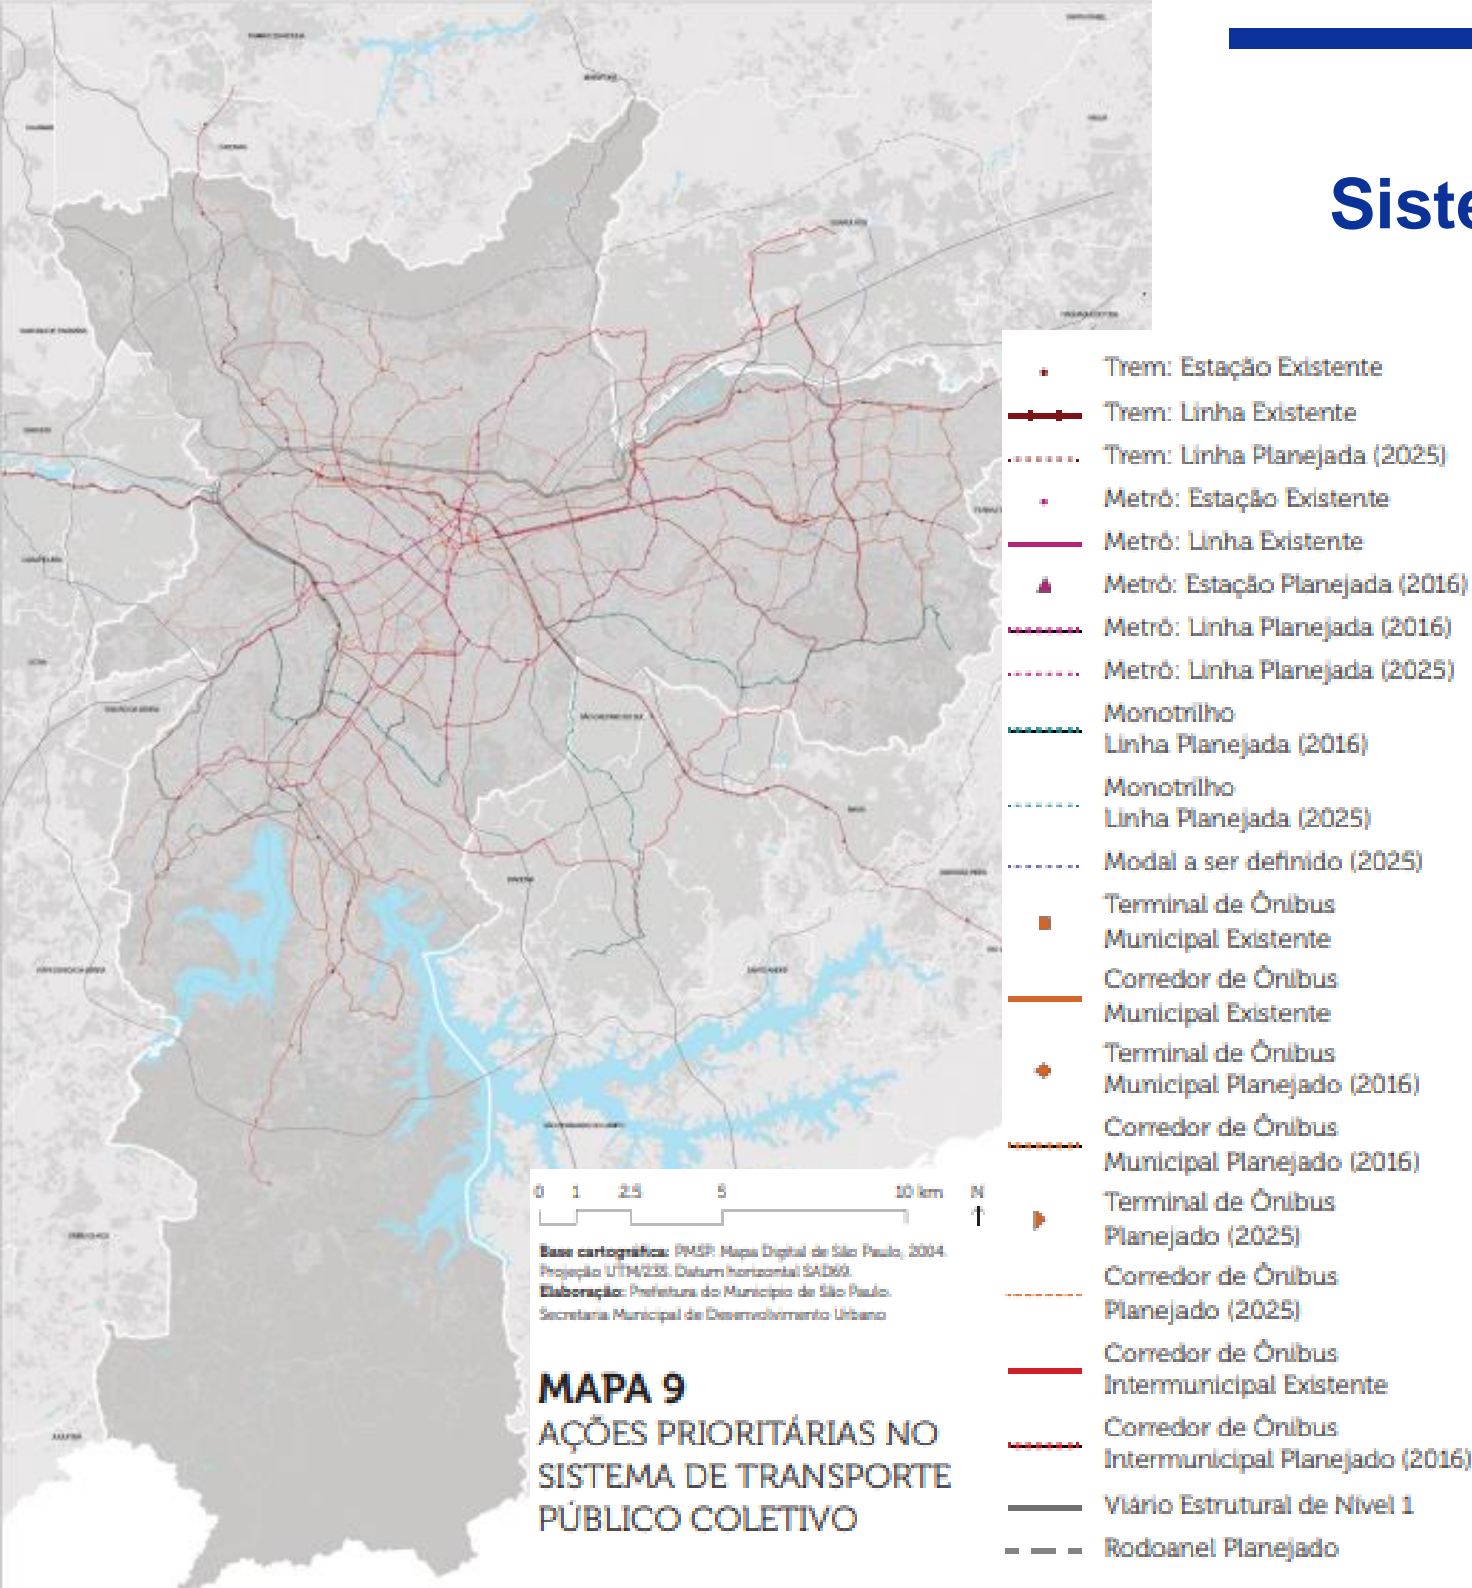 Siste
Trem: Estação Existente
Trem: Linha Existente
Trem: Linha Planejada (2025)
Metrô: Estação Existente
Metrô: Linha Existente
Metrô: Estação Planejada (2016)
Metrô: Linha Planejada (2016)
Metrô: Linha Planejada (2025)
Monotrilho
Linha Planejada (2016)
Monotrilho
Linha Planejada (2025)
Modal a ser definido (2025)
Terminal de Ônibus
Municipal Existente
Corredor de Ônibus
Municipal Existente
Terminal de Ônibus
Municipal Planejado (2016)
Corredor de Ônibus
Municipal Planejado (2016)
Terminal de Ônibus
Planejado (2025)
Corredor de Ônibus
Planejado (2025)
Corredor de Ônibus
Intermunicipal Existente
Corredor de Ônibus
Intermunicipal Planejado (2016)
Viário Estrutural de Nível 1
Rodoanel Planejado
0 1 2.5 5 10 km N
Base cartográfica: PMSP. Mapa Digital de São Paulo, 2004.
Projeção UTM/23S. Datum horizontal SAD69.
Elaboração: Prefeitura do Município de São Paulo.
Secretaria Municipal de Desenvolvimento Urbano
MAPA 9
AÇÕES PRIORITÁRIAS NO
SISTEMA DE TRANSPORTE
PÚBLICO COLETIVO